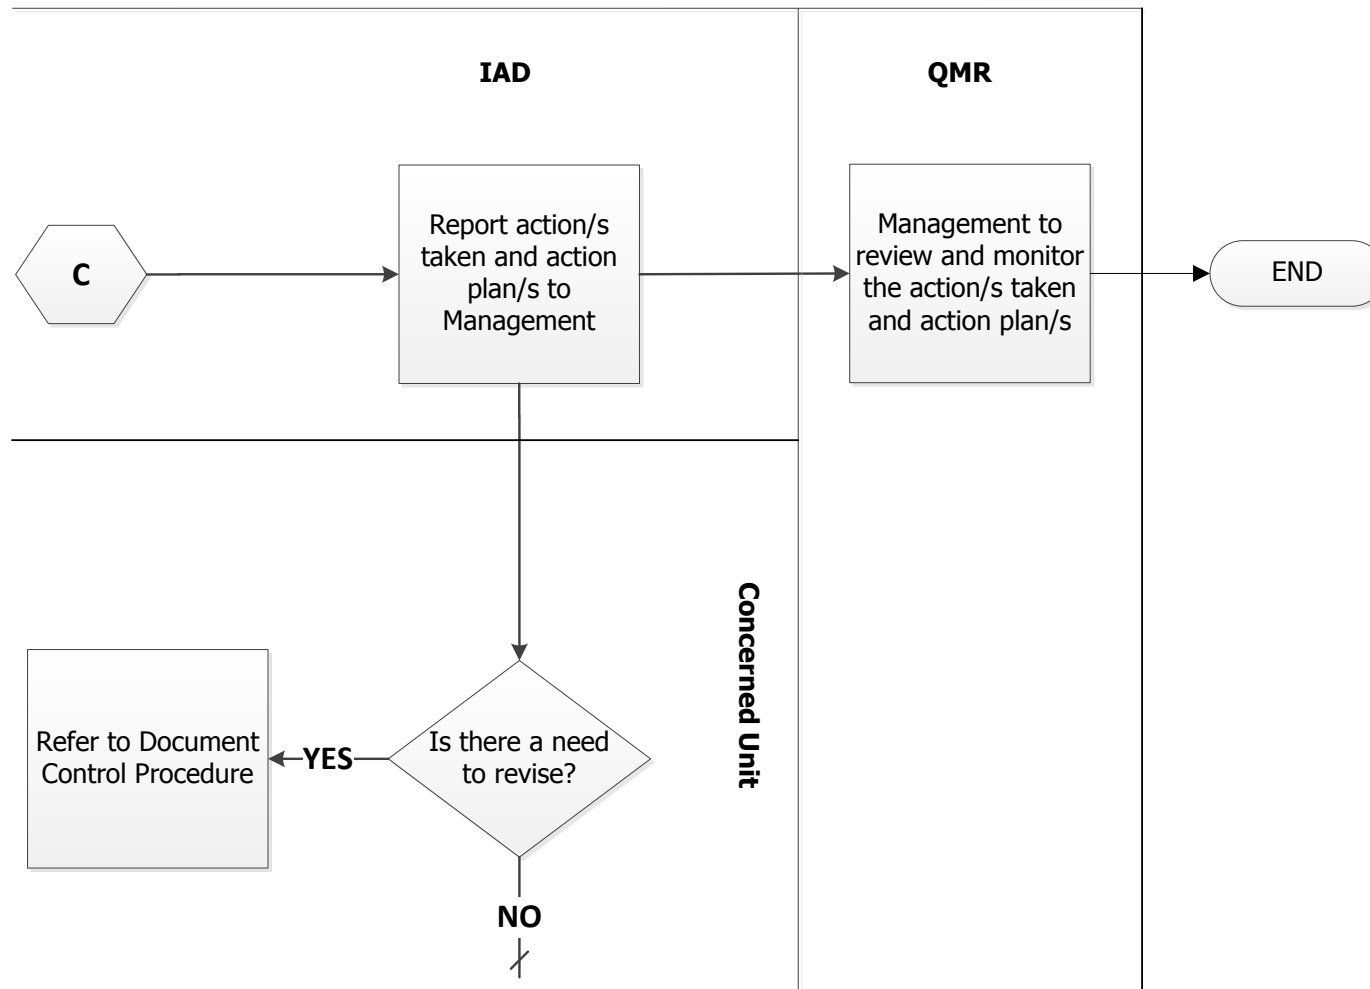 IAD
QMR
C
Report action/s
taken and action
plan/s to
Management
Management to
review and monitor
the action/s taken
and action plan/s
END
Concerned Unit
Refer to Document
Control Procedure
YES
Is there a need
to revise?
NO